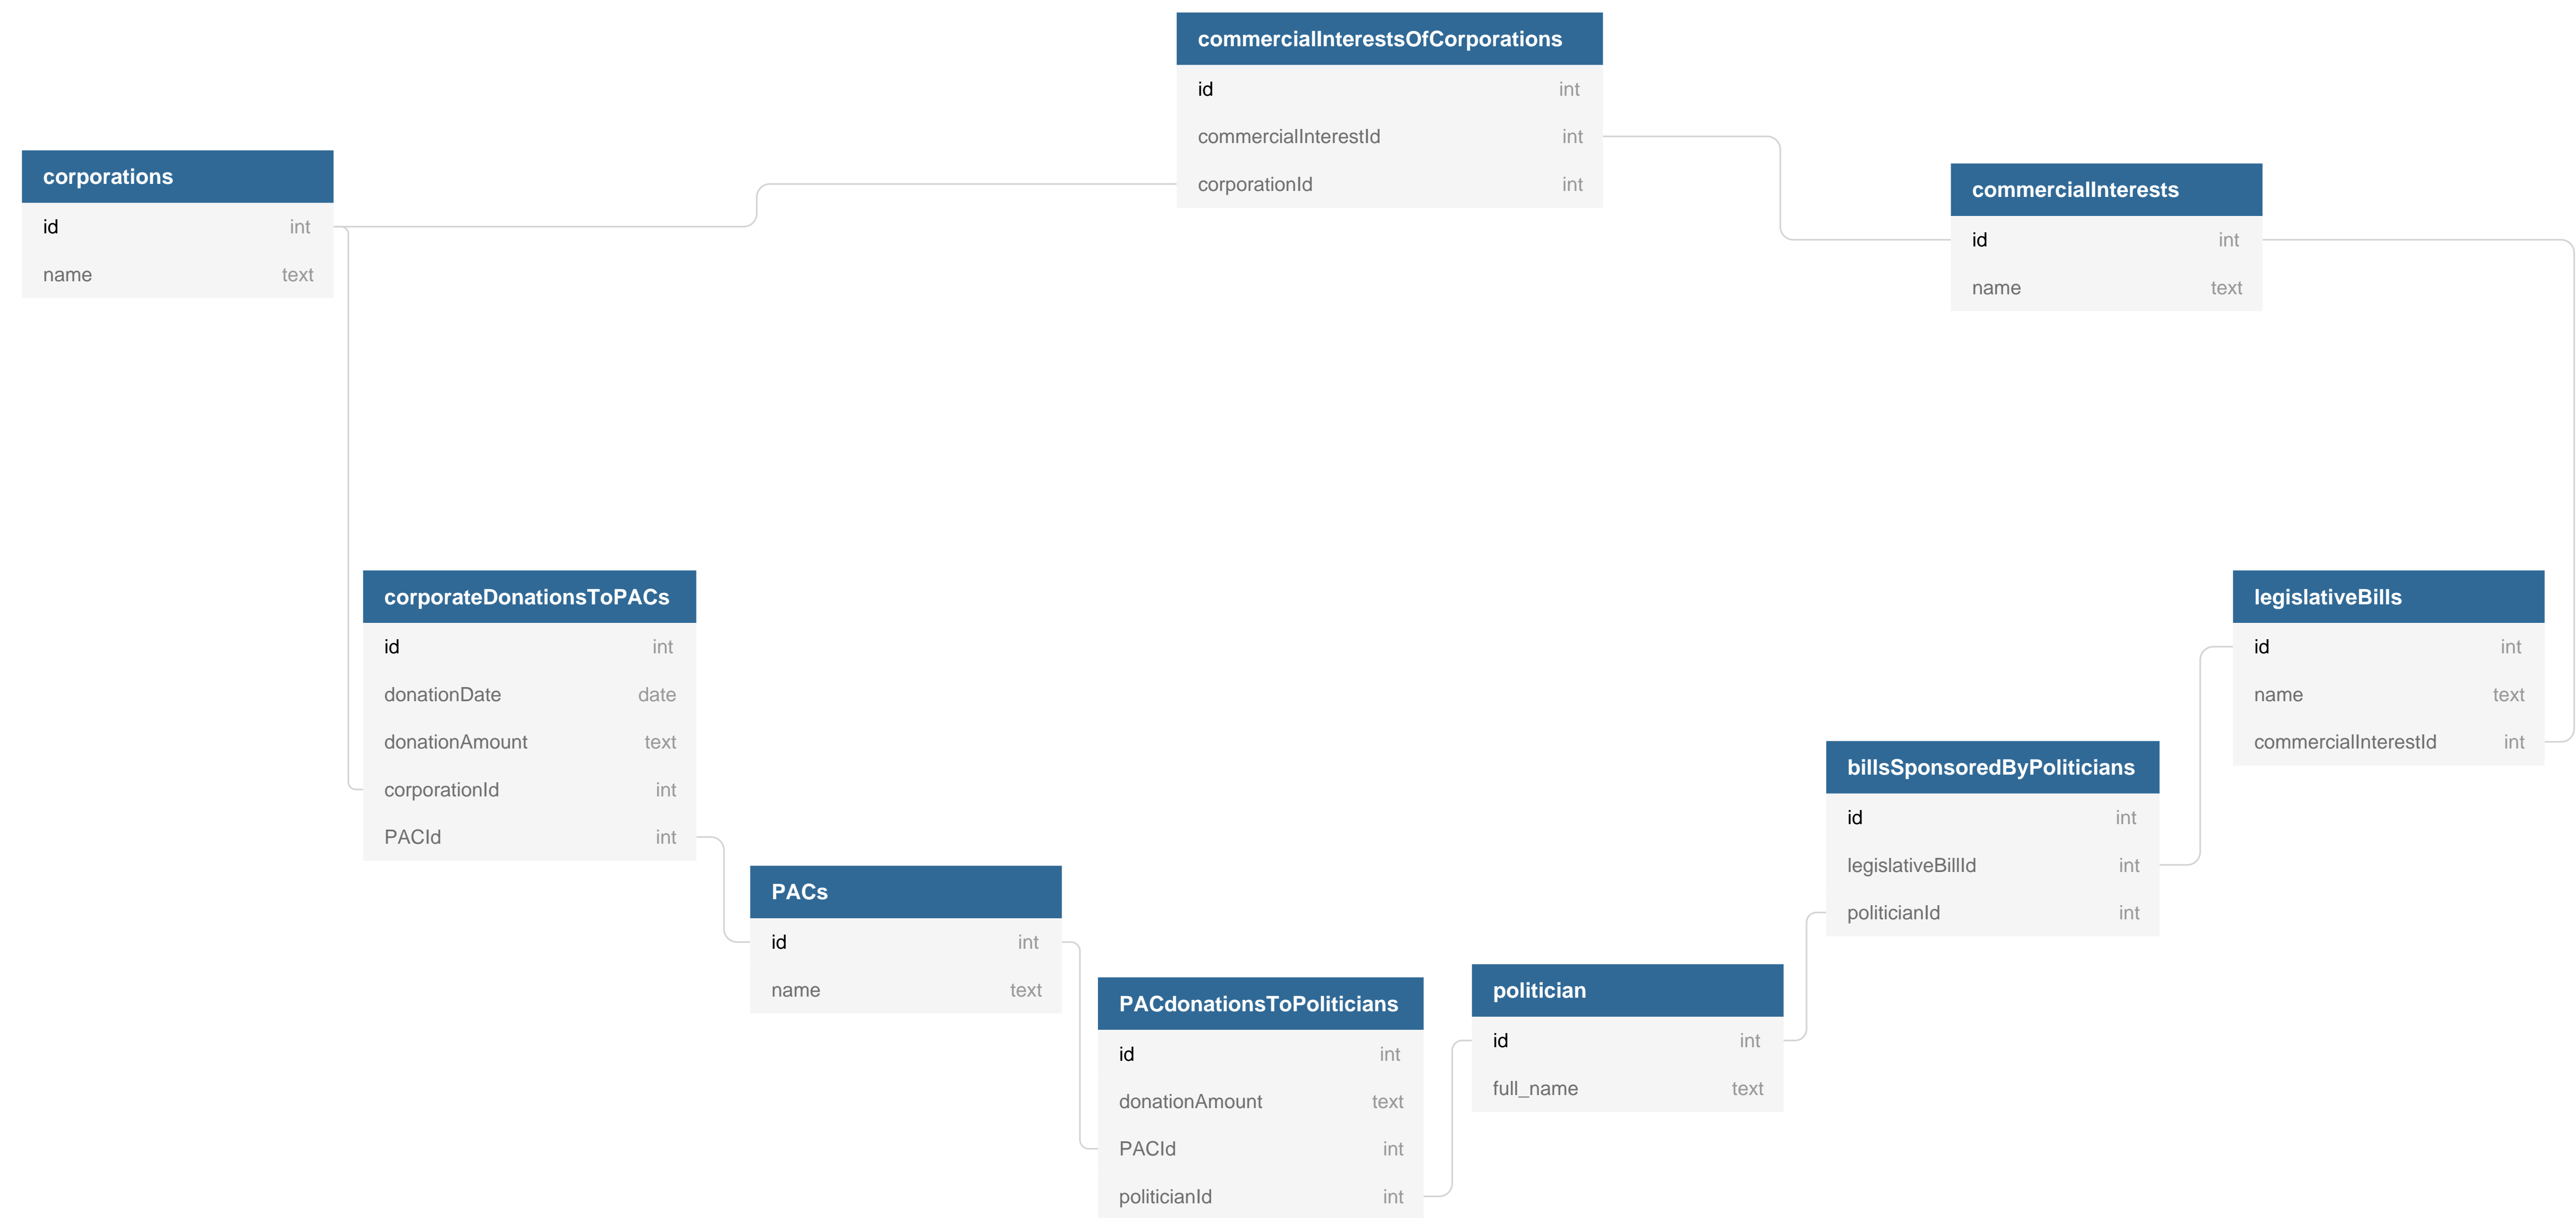 commercialInterestsOfCorporations
id int
commercialInterestId int
corporationId int
corporations
id int
name text
commercialInterests
id int
name text
corporateDonationsToPACs
id int
donationDate date
donationAmount text
corporationId int
PACId int
legislativeBills
id int
name text
commercialInterestId int
billsSponsoredByPoliticians
id int
legislativeBillId int
politicianId int
PACs
id int
name text
PACdonationsToPoliticians
id int
donationAmount text
PACId int
politicianId int
politician
id int
full_name text